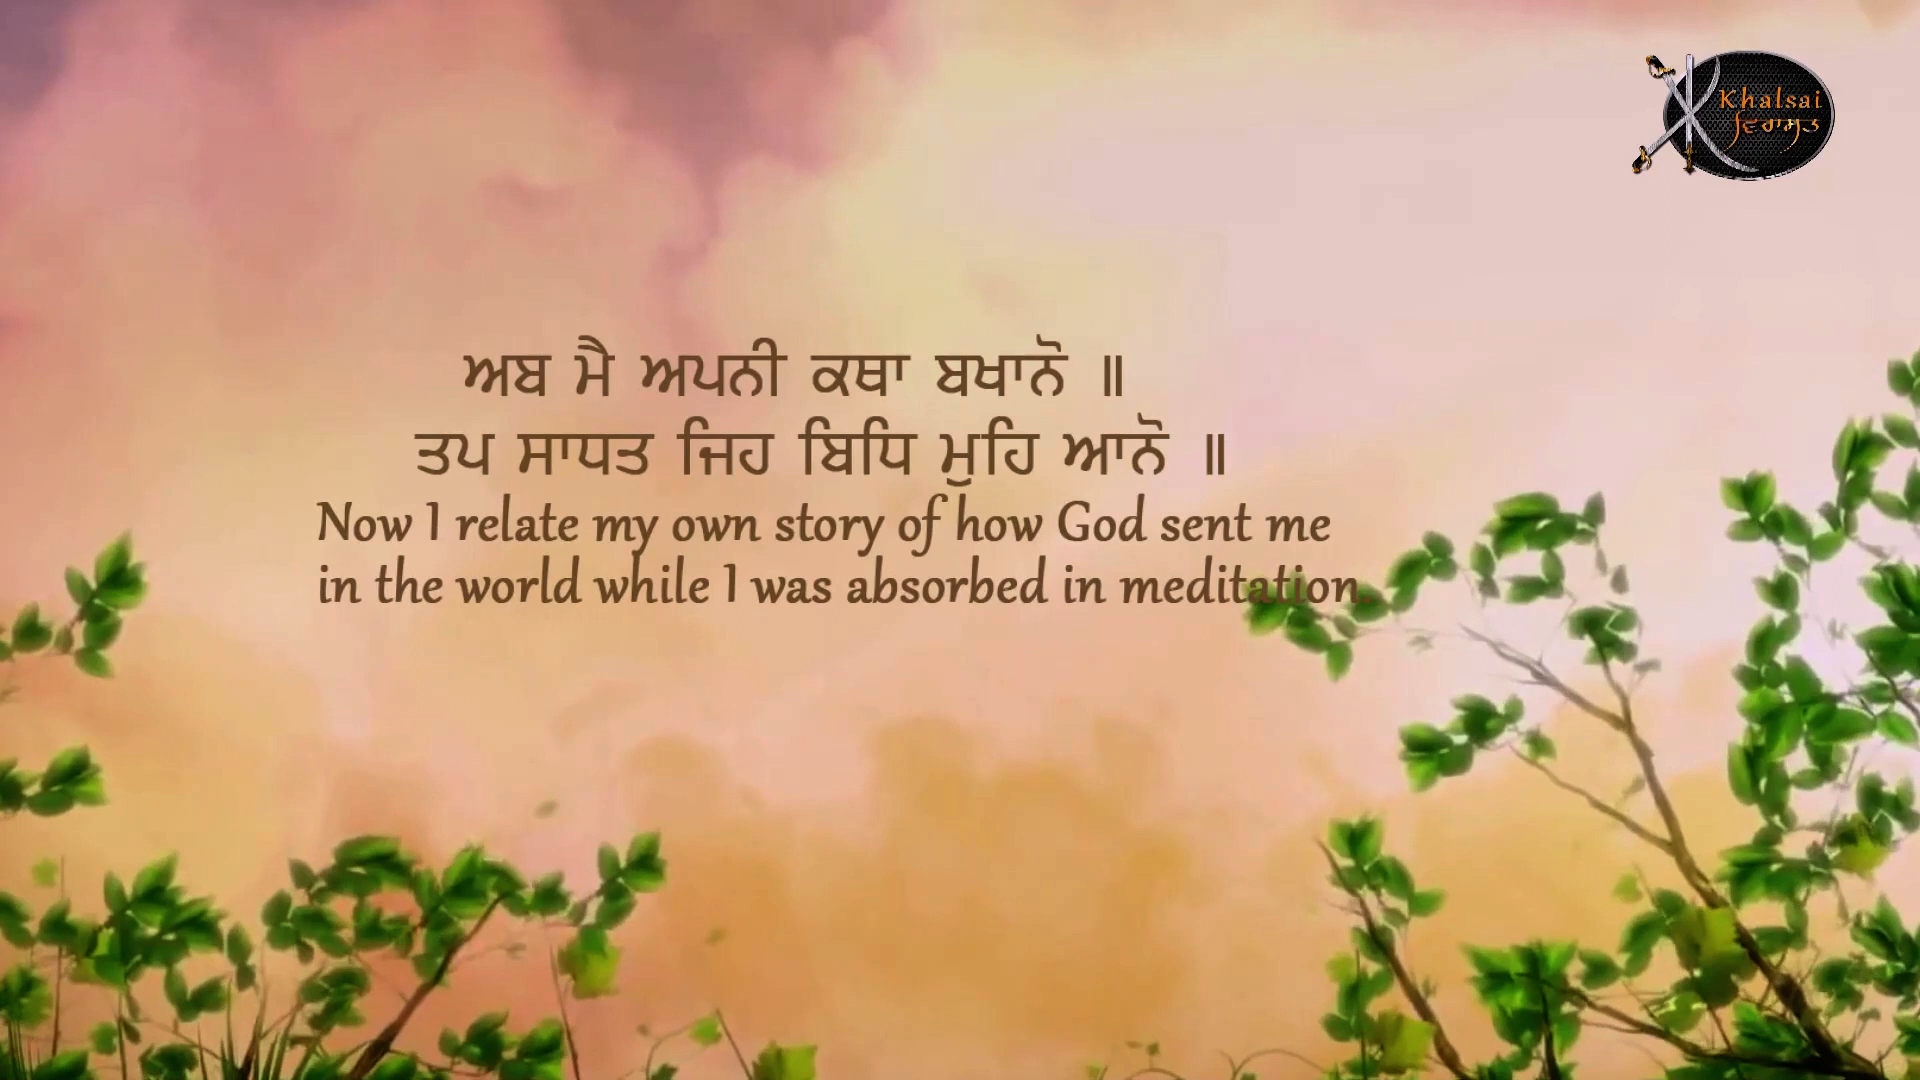 Khalsai
ਵਿਰਾਸਤ
ਅਬ ਮੈ ਅਪਨੀ ਕਥਾ ਬਖਾਨੋ ॥
ਤਪ ਸਾਧਤ ਜਿਹ ਬਿਧਿ ਮੁਹਿ ਆਨੋ ॥
Now I relate my own story of how God sent me
in the world while I was absorbed in meditation.